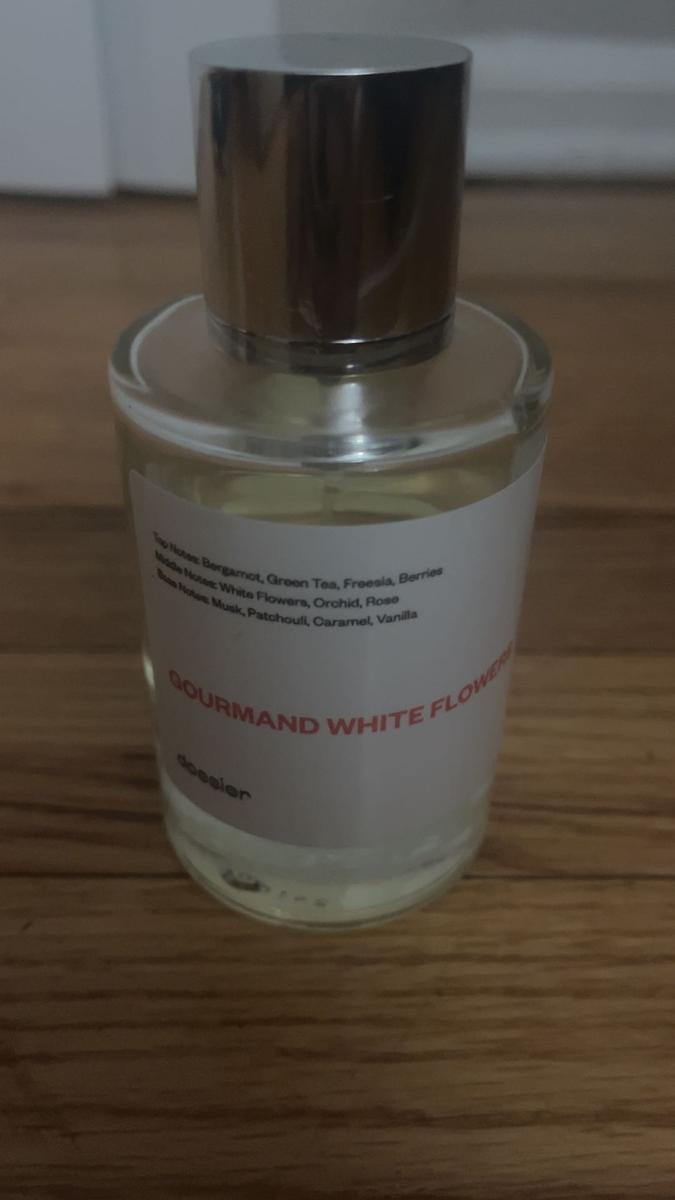 Top Notes: Bergamot, Green Tea, Freesia, Berries
Middle Notes: White Flowers, Orchid, Rose
Base Notes: Musk, Patchouli, Caramel, Vanilla
GOURMAND WHITE FLOWERS
dossier